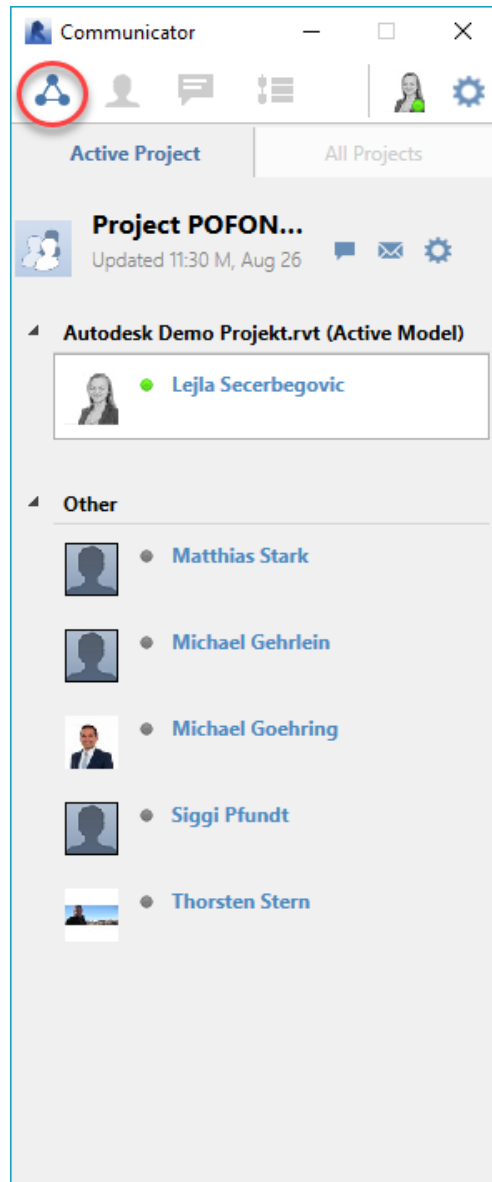 Communicator
Active Project
All Projects
Project POFON...
Updated 11:30 M, Aug 26
Autodesk Demo Projekt.rvt (Active Model)
Lejla Secerbegovic
Other
Matthias Stark
Michael Gehrlein
Michael Goehring
Siggi Pfundt
Thorsten Stern